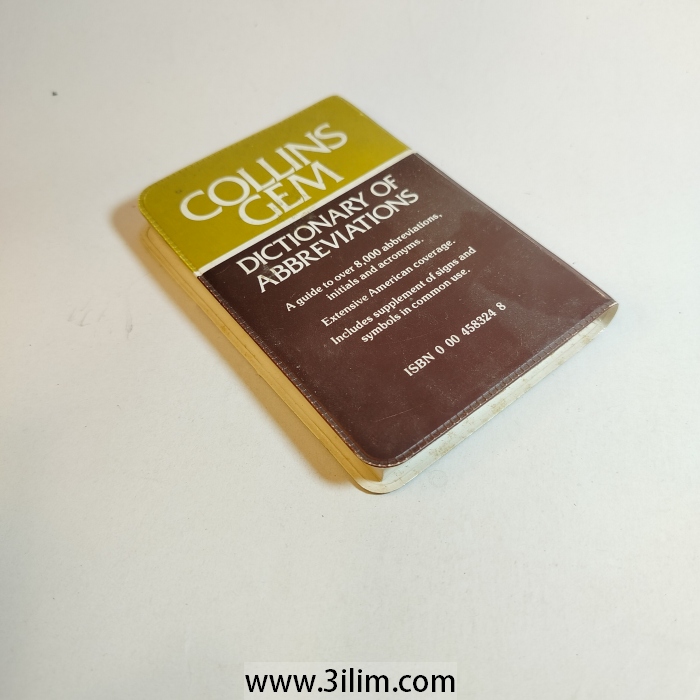 COLLINS
GEM
DICTIONARY OF
ABBREVIATIONS
A guide to over 8,000 abbreviations,
initials and acronyms.
Extensive American coverage.
Includes supplement of signs and
symbols in common use.
ISBN 0 00 458324 8
www.3ilim.com